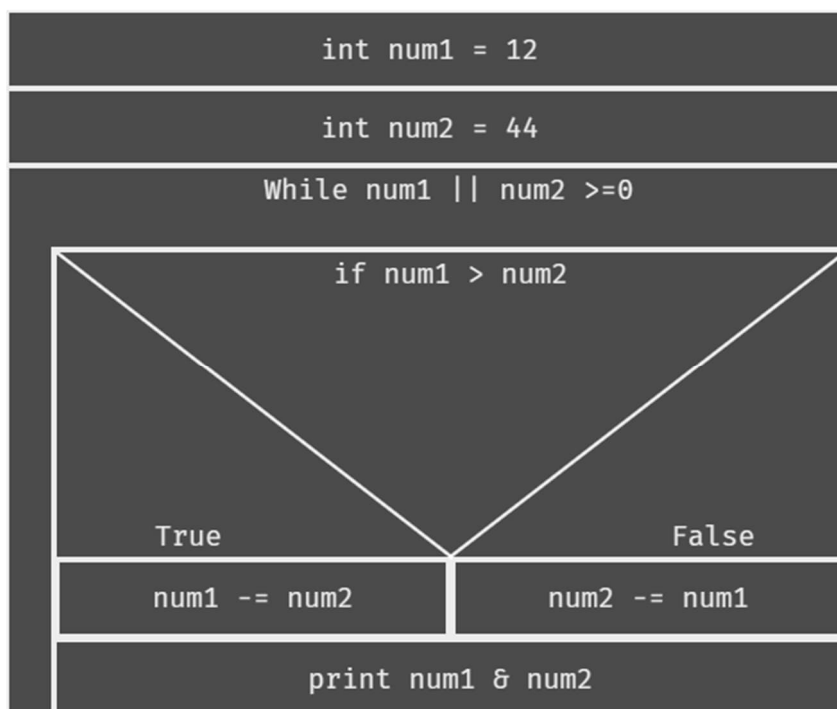 int num1 = 12
int num2 = 44
While num1 || num2 >=0
if num1 > num2
True False
num1 -= num2 num2 -= num1
print num1 & num2